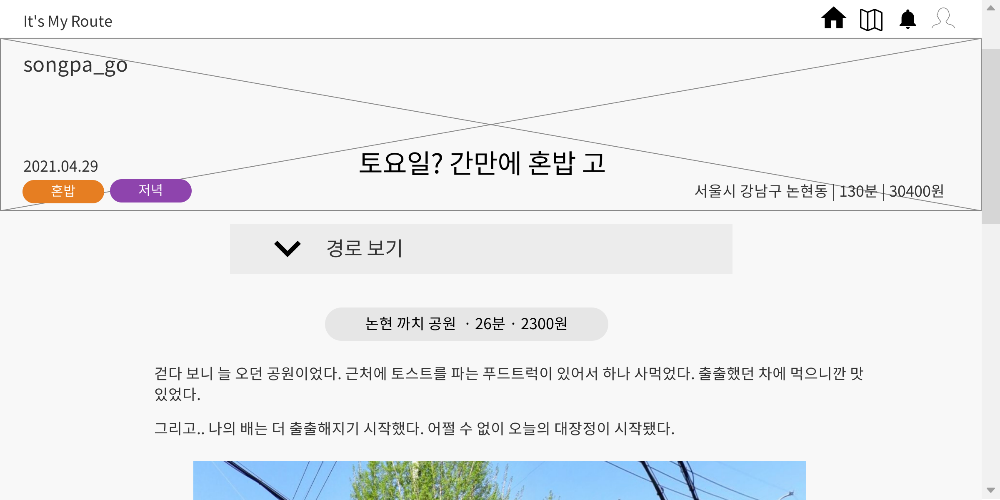 It's My Route
songpa_go
토요일? 간만에 혼밥 고
2021.04.29
혼밥 저녁
서울시 강남구 논현동 | 130분 | 30400원
경로 보기
논현 까치 공원 · 26분 · 2300원
걷다 보니 늘 오던 공원이었다. 근처에 토스트를 파는 푸드트럭이 있어서 하나 사먹었다. 출출했던 차에 먹으니깐 맛
있었다.
그리고.. 나의 배는 더 출출해지기 시작했다. 어쩔 수 없이 오늘의 대장정이 시작됐다.